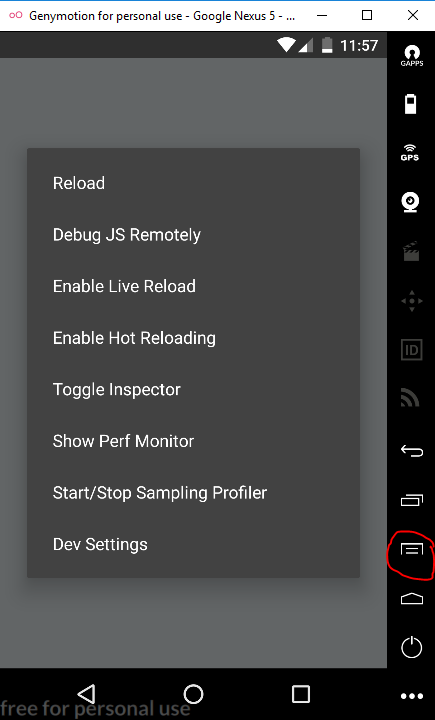 Genymotion for personal use - Google Nexus 5 - ...
11:57
GAPPS
GPS
ID
Reload
Debug JS Remotely
Enable Live Reload
Enable Hot Reloading
Toggle Inspector
Show Perf Monitor
Start/Stop Sampling Profiler
Dev Settings
free for personal use